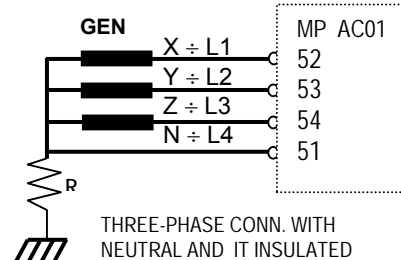 GEN
MP AC01
X ÷ L1
52
Y ÷ L2
53
Z ÷ L3
54
N ÷ L4
51
R
THREE-PHASE CONN. WITH
NEUTRAL AND IT INSULATED